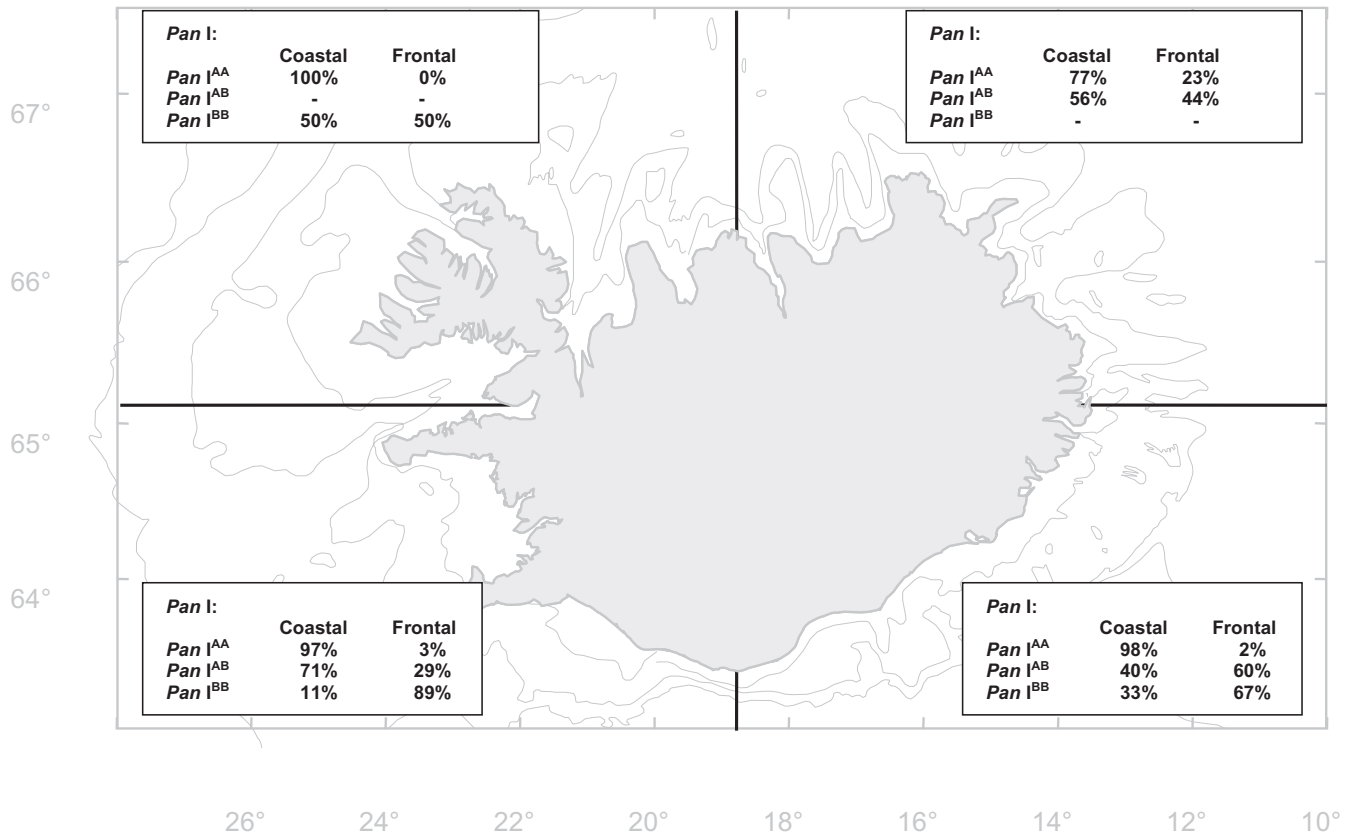 Pan I:
Coastal Frontal
Pan I^AA 100% 0%
Pan I^AB - -
Pan I^BB 50% 50%
Pan I:
Coastal Frontal
Pan I^AA 77% 23%
Pan I^AB 56% 44%
Pan I^BB - -
67°
66°
65°
64°
Pan I:
Coastal Frontal
Pan I^AA 97% 3%
Pan I^AB 71% 29%
Pan I^BB 11% 89%
Pan I:
Coastal Frontal
Pan I^AA 98% 2%
Pan I^AB 40% 60%
Pan I^BB 33% 67%
26° 24° 22° 20° 18° 16° 14° 12° 10°